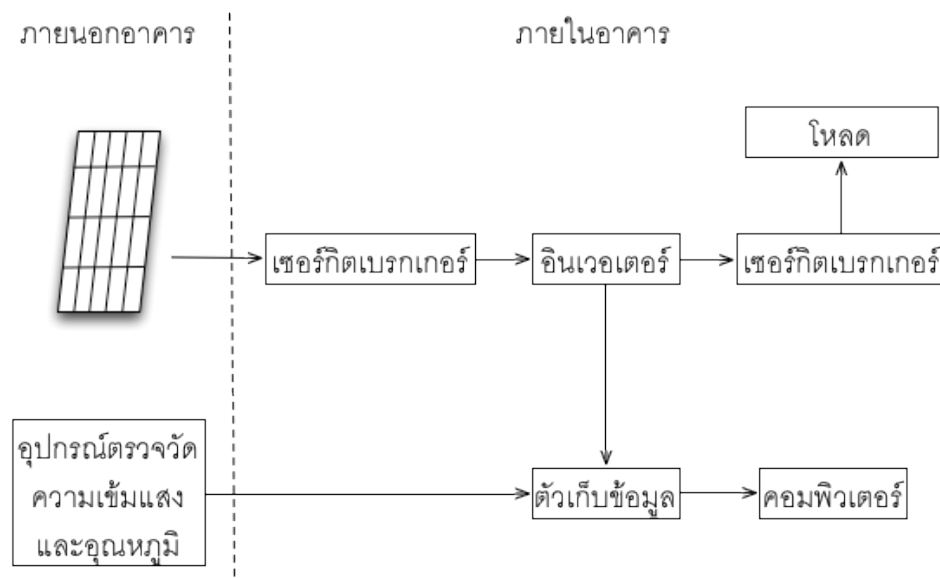 ภายนอกอาคาร
ภายในอาคาร
โหลด
เซอร์กิตเบรกเกอร์
อินเวอเตอร์
เซอร์กิตเบรกเกอร์
อุปกรณ์ตรวจวัด
ความเข้มแสง
และอุณหภูมิ
ตัวเก็บข้อมูล
คอมพิวเตอร์